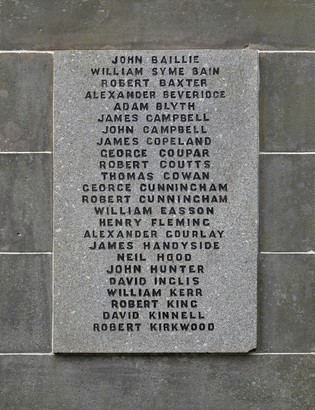 JOHN BAILLIE
WILLIAM SYME BAIN
ROBERT BAXTER
ALEXANDER BEVERIDGE
ADAM BLYTH
JAMES CAMPBELL
JOHN CAMPBELL
JAMES COPELAND
GEORGE COUPAR
ROBERT COUTTS
THOMAS COWAN
GEORGE CUNNINGHAM
ROBERT CUNNINGHAM
WILLIAM EASSON
HENRY FLEMING
ALEXANDER GOURLAY
JAMES HANDYSIDE
NEIL HOOD
JOHN HUNTER
DAVID INGLIS
WILLIAM KERR
ROBERT KING
DAVID KINNELL
ROBERT KIRKWOOD